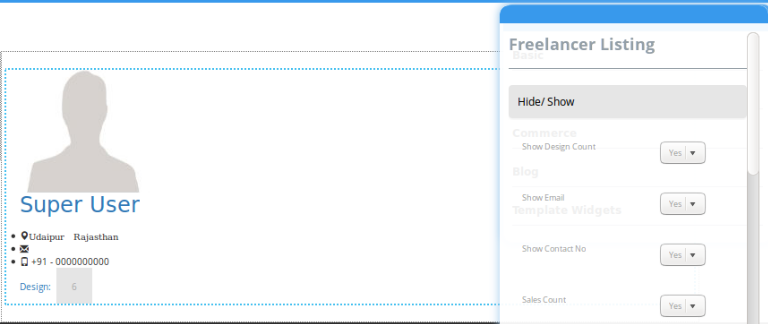 Freelancer Listing
Basic
Hide/ Show
Commerce
Show Design Count Yes
Blog
Show Email Yes
Template Widgets
Show Contact No Yes
Sales Count Yes
Super User
Udaipur Rajasthan
+91 - 0000000000
Design: 6